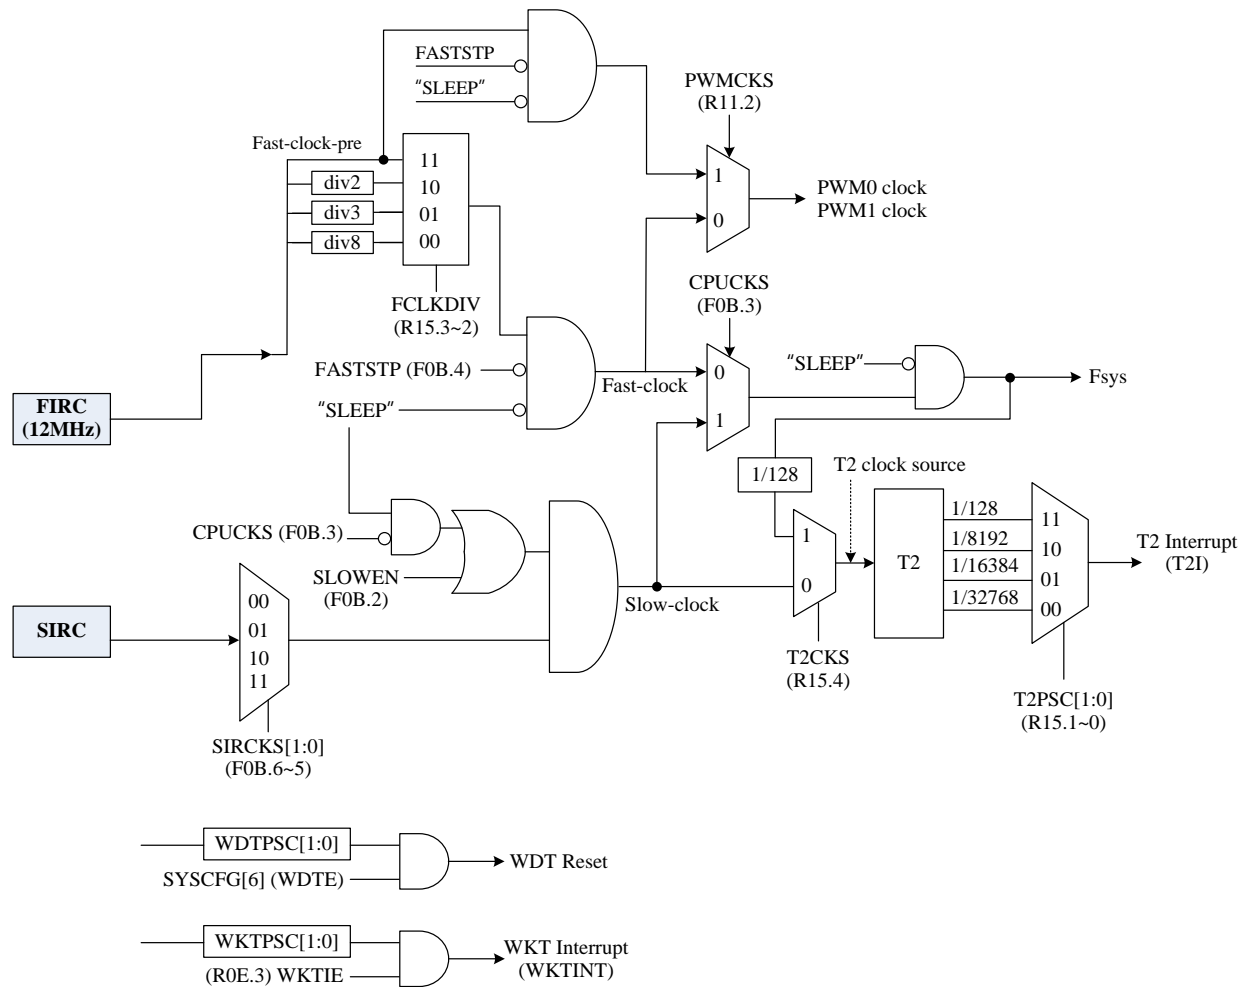 FASTSTP
"SLEEP"
PWMCKS
(R11.2)
Fast-clock-pre
11
div2
10
div3
01
div8
00
1
0
PWM0 clock
PWM1 clock
FCLKDIV
(R15.3~2)
CPUCKS
(F0B.3)
FASTSTP (F0B.4)
"SLEEP"
Fast-clock
0
1
"SLEEP"
Fsys
FIRC
(12MHz)
1/128
T2 clock source
CPUCKS (F0B.3)
SLOWEN
(F0B.2)
1
0
T2
1/128
1/8192
1/16384
1/32768
11
10
01
00
T2 Interrupt
(T2I)
SIRC
00
01
10
11
Slow-clock
T2CKS
(R15.4)
T2PSC[1:0]
(R15.1~0)
SIRCKS[1:0]
(F0B.6~5)
WDTPSC[1:0]
SYSCFG[6] (WDTE)
WDT Reset
WKTPSC[1:0]
(R0E.3) WKTIE
WKT Interrupt
(WKTINT)